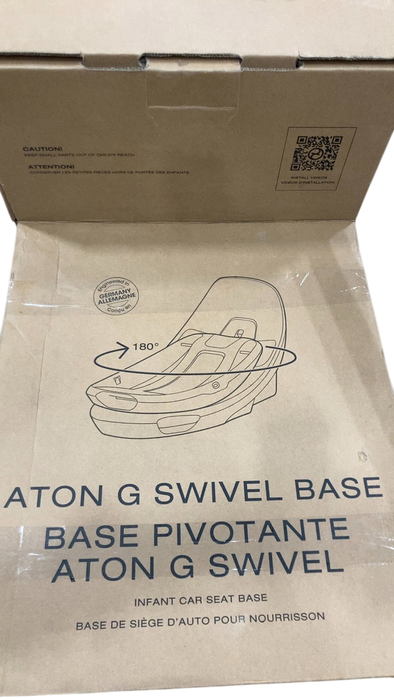 CAUTION!
KEEP SMALL PARTS OUT OF CHILD'S REACH
ATTENTION!
CONSERVER LES PETITES PIÈCES HORS DE PORTÉE DES ENFANTS
INSTALL VIDEOS
VIDÉOS D'INSTALLATION
Engineered in
GERMANY
ALLEMAGNE
Conçu en
180°
ATON G SWIVEL BASE
BASE PIVOTANTE
ATON G SWIVEL
INFANT CAR SEAT BASE
BASE DE SIÈGE D'AUTO POUR NOURRISSON